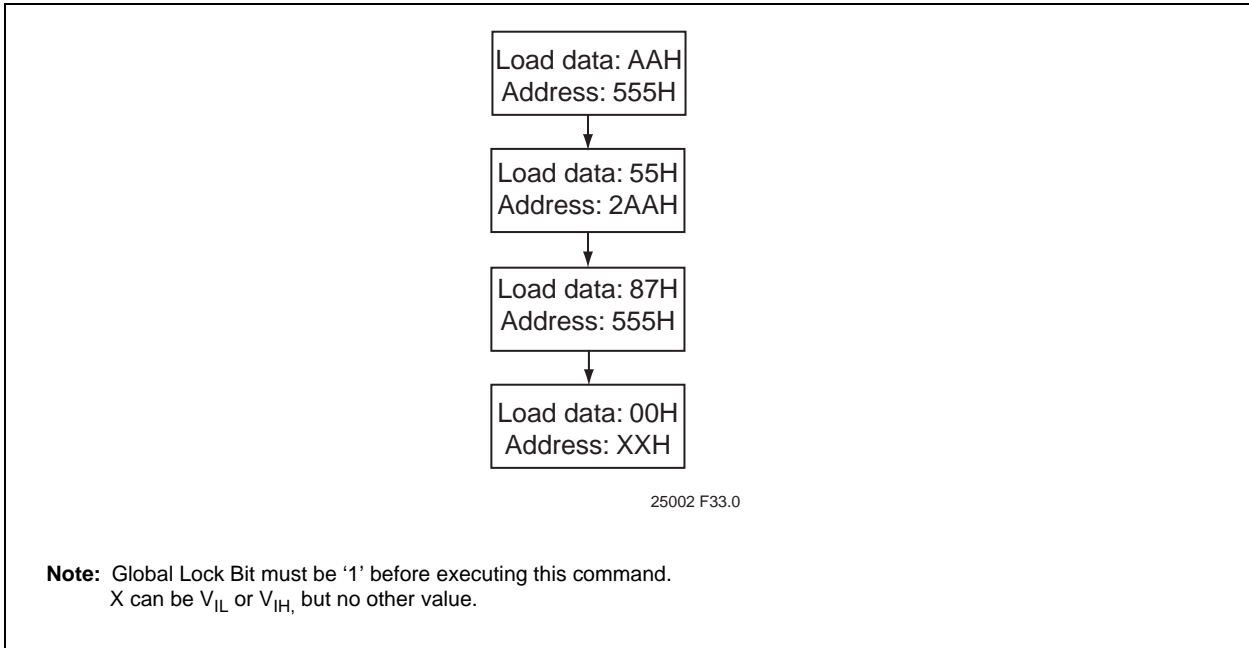 Load data: AAH
Address: 555H
Load data: 55H
Address: 2AAH
Load data: 87H
Address: 555H
Load data: 00H
Address: XXH
25002 F33.0
Note: Global Lock Bit must be ‘1’ before executing this command.
X can be VIL or VIH, but no other value.